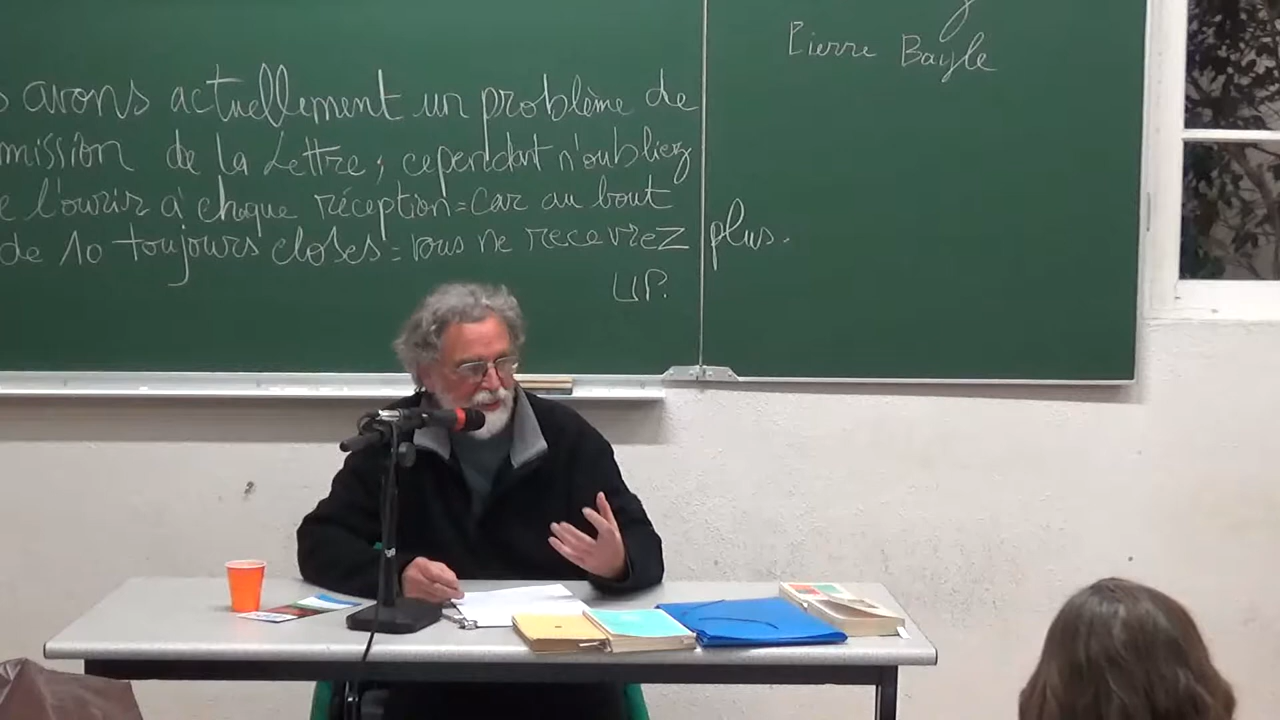 avons actuellement un problème de
mission de la Lettre, cependant n'oubliez
e l'ouvrir à chaque réception = car au bout
de 10 toujours closes = vous ne recevrez plus.
UP.
Pierre Bayle